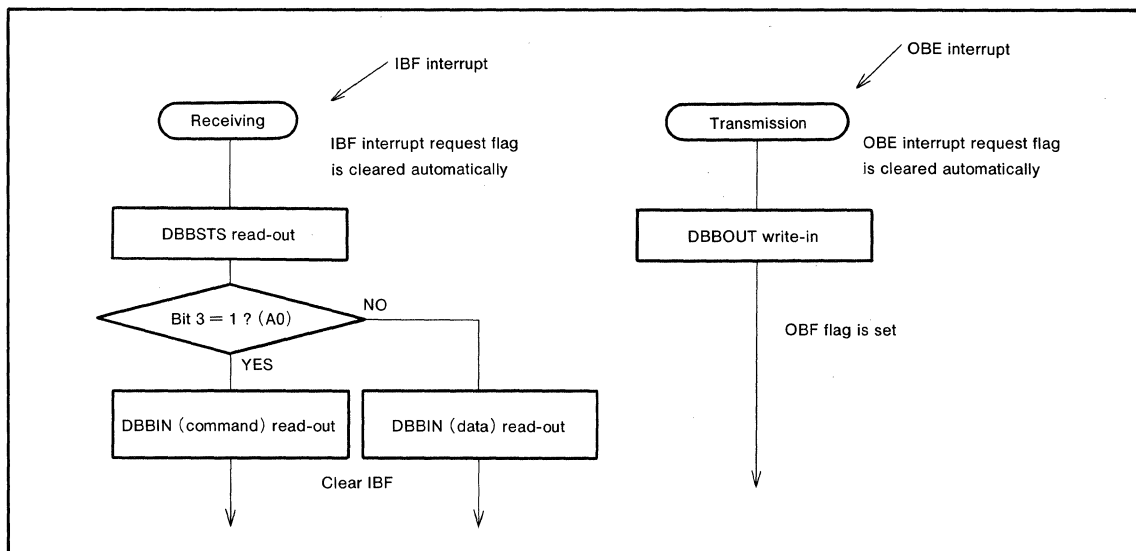 IBF interrupt
Receiving
IBF interrupt request flag
is cleared automatically
DBBSTS read-out
Bit 3 = 1 ? (A0)
NO
YES
DBBIN (command) read-out
DBBIN (data) read-out
Clear IBF
OBE interrupt
Transmission
OBE interrupt request flag
is cleared automatically
DBBOUT write-in
OBF flag is set